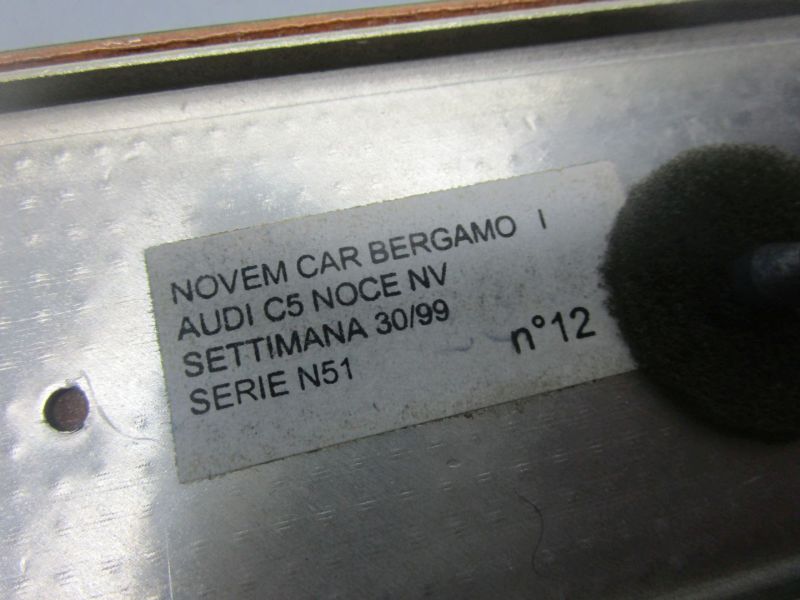 NOVEM CAR BERGAMO I
AUDI C5 NOCE NV
SETTIMANA 30/99
SERIE N51 n°12